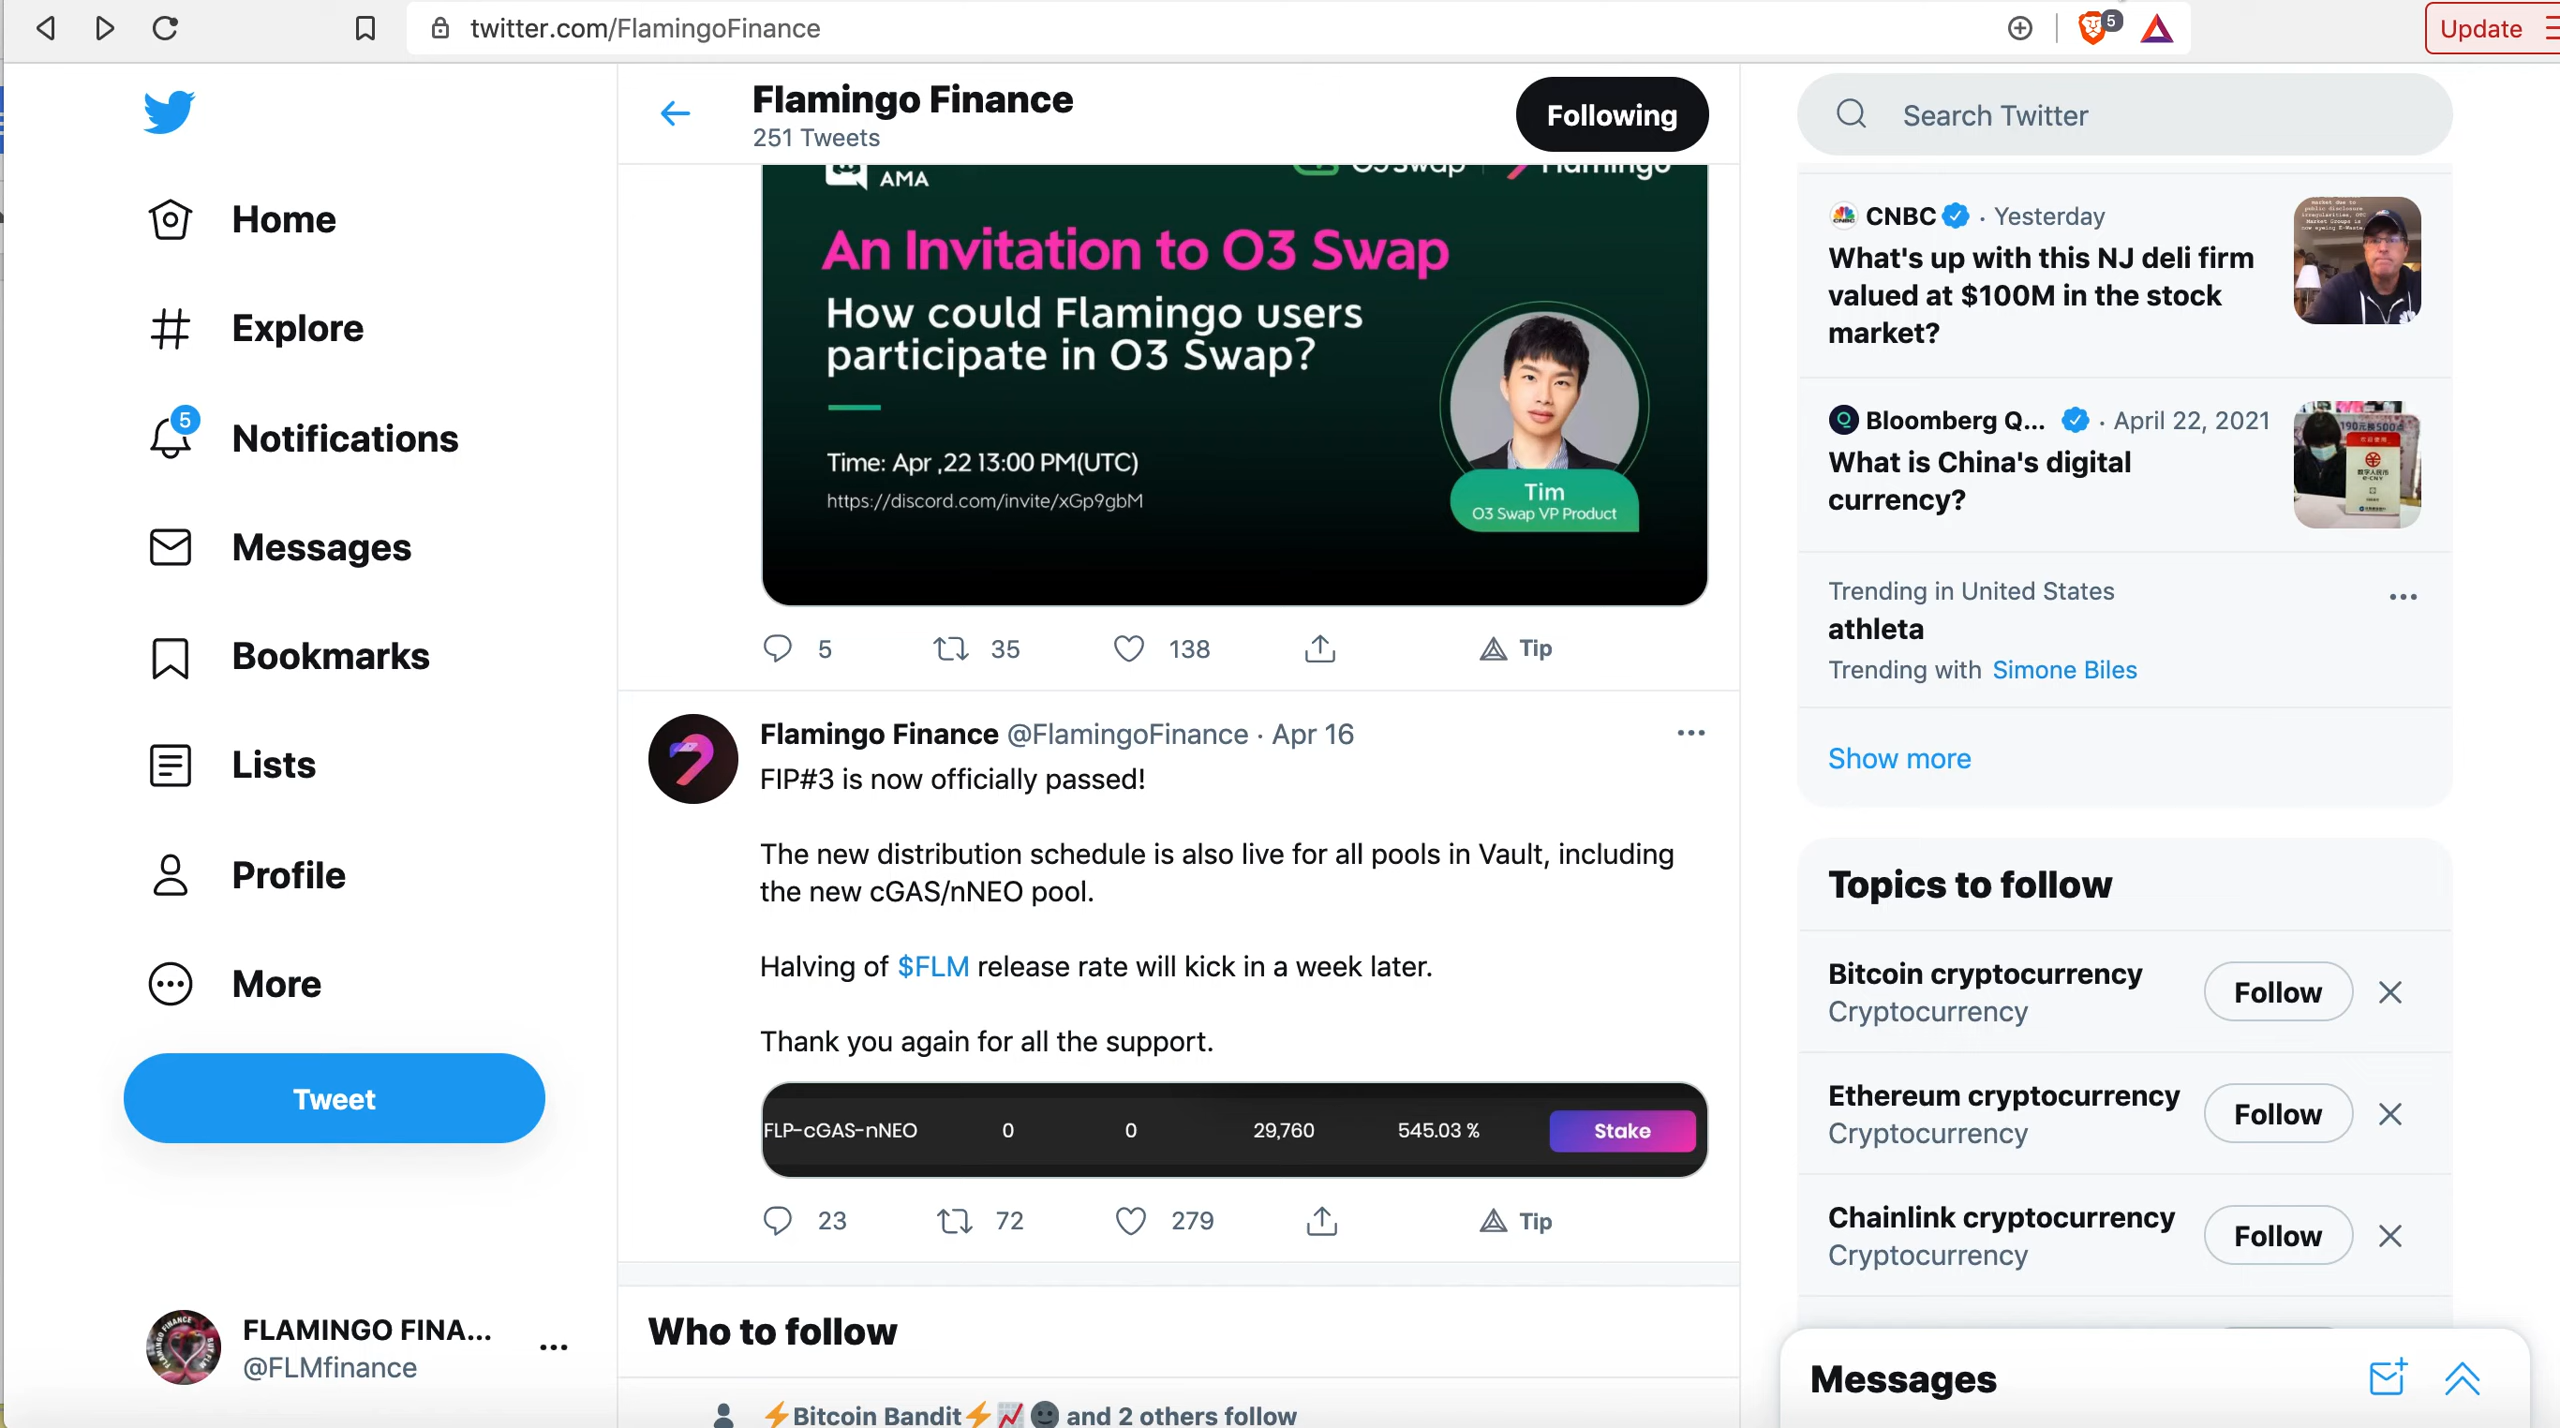 twitter.com/FlamingoFinance
5
Update
Home
Explore
5
Notifications
Messages
Bookmarks
Lists
Profile
More
Tweet
FLAMINGO FINA...
@FLMfinance
Flamingo Finance
251 Tweets
Following
AMA
O3 Swap
Flamingo
An Invitation to O3 Swap
How could Flamingo users
participate in O3 Swap?
Time: Apr ,22 13:00 PM(UTC)
https://discord.com/invite/xGp9gbM
Tim
O3 Swap VP Product
5
35
138
Tip
Flamingo Finance @FlamingoFinance · Apr 16
FIP#3 is now officially passed!
The new distribution schedule is also live for all pools in Vault, including
the new cGAS/nNEO pool.
Halving of $FLM release rate will kick in a week later.
Thank you again for all the support.
FLP-cGAS-nNEO 0 0 29,760 545.03 % Stake
23
72
279
Tip
Who to follow
⚡Bitcoin Bandit⚡📈🌚 and 2 others follow
Search Twitter
CNBC · Yesterday
What's up with this NJ deli firm
valued at $100M in the stock
market?
Bloomberg Q... · April 22, 2021
What is China's digital
currency?
Trending in United States
athleta
Trending with Simone Biles
Show more
Topics to follow
Bitcoin cryptocurrency
Cryptocurrency
Follow
Ethereum cryptocurrency
Cryptocurrency
Follow
Chainlink cryptocurrency
Cryptocurrency
Follow
Messages